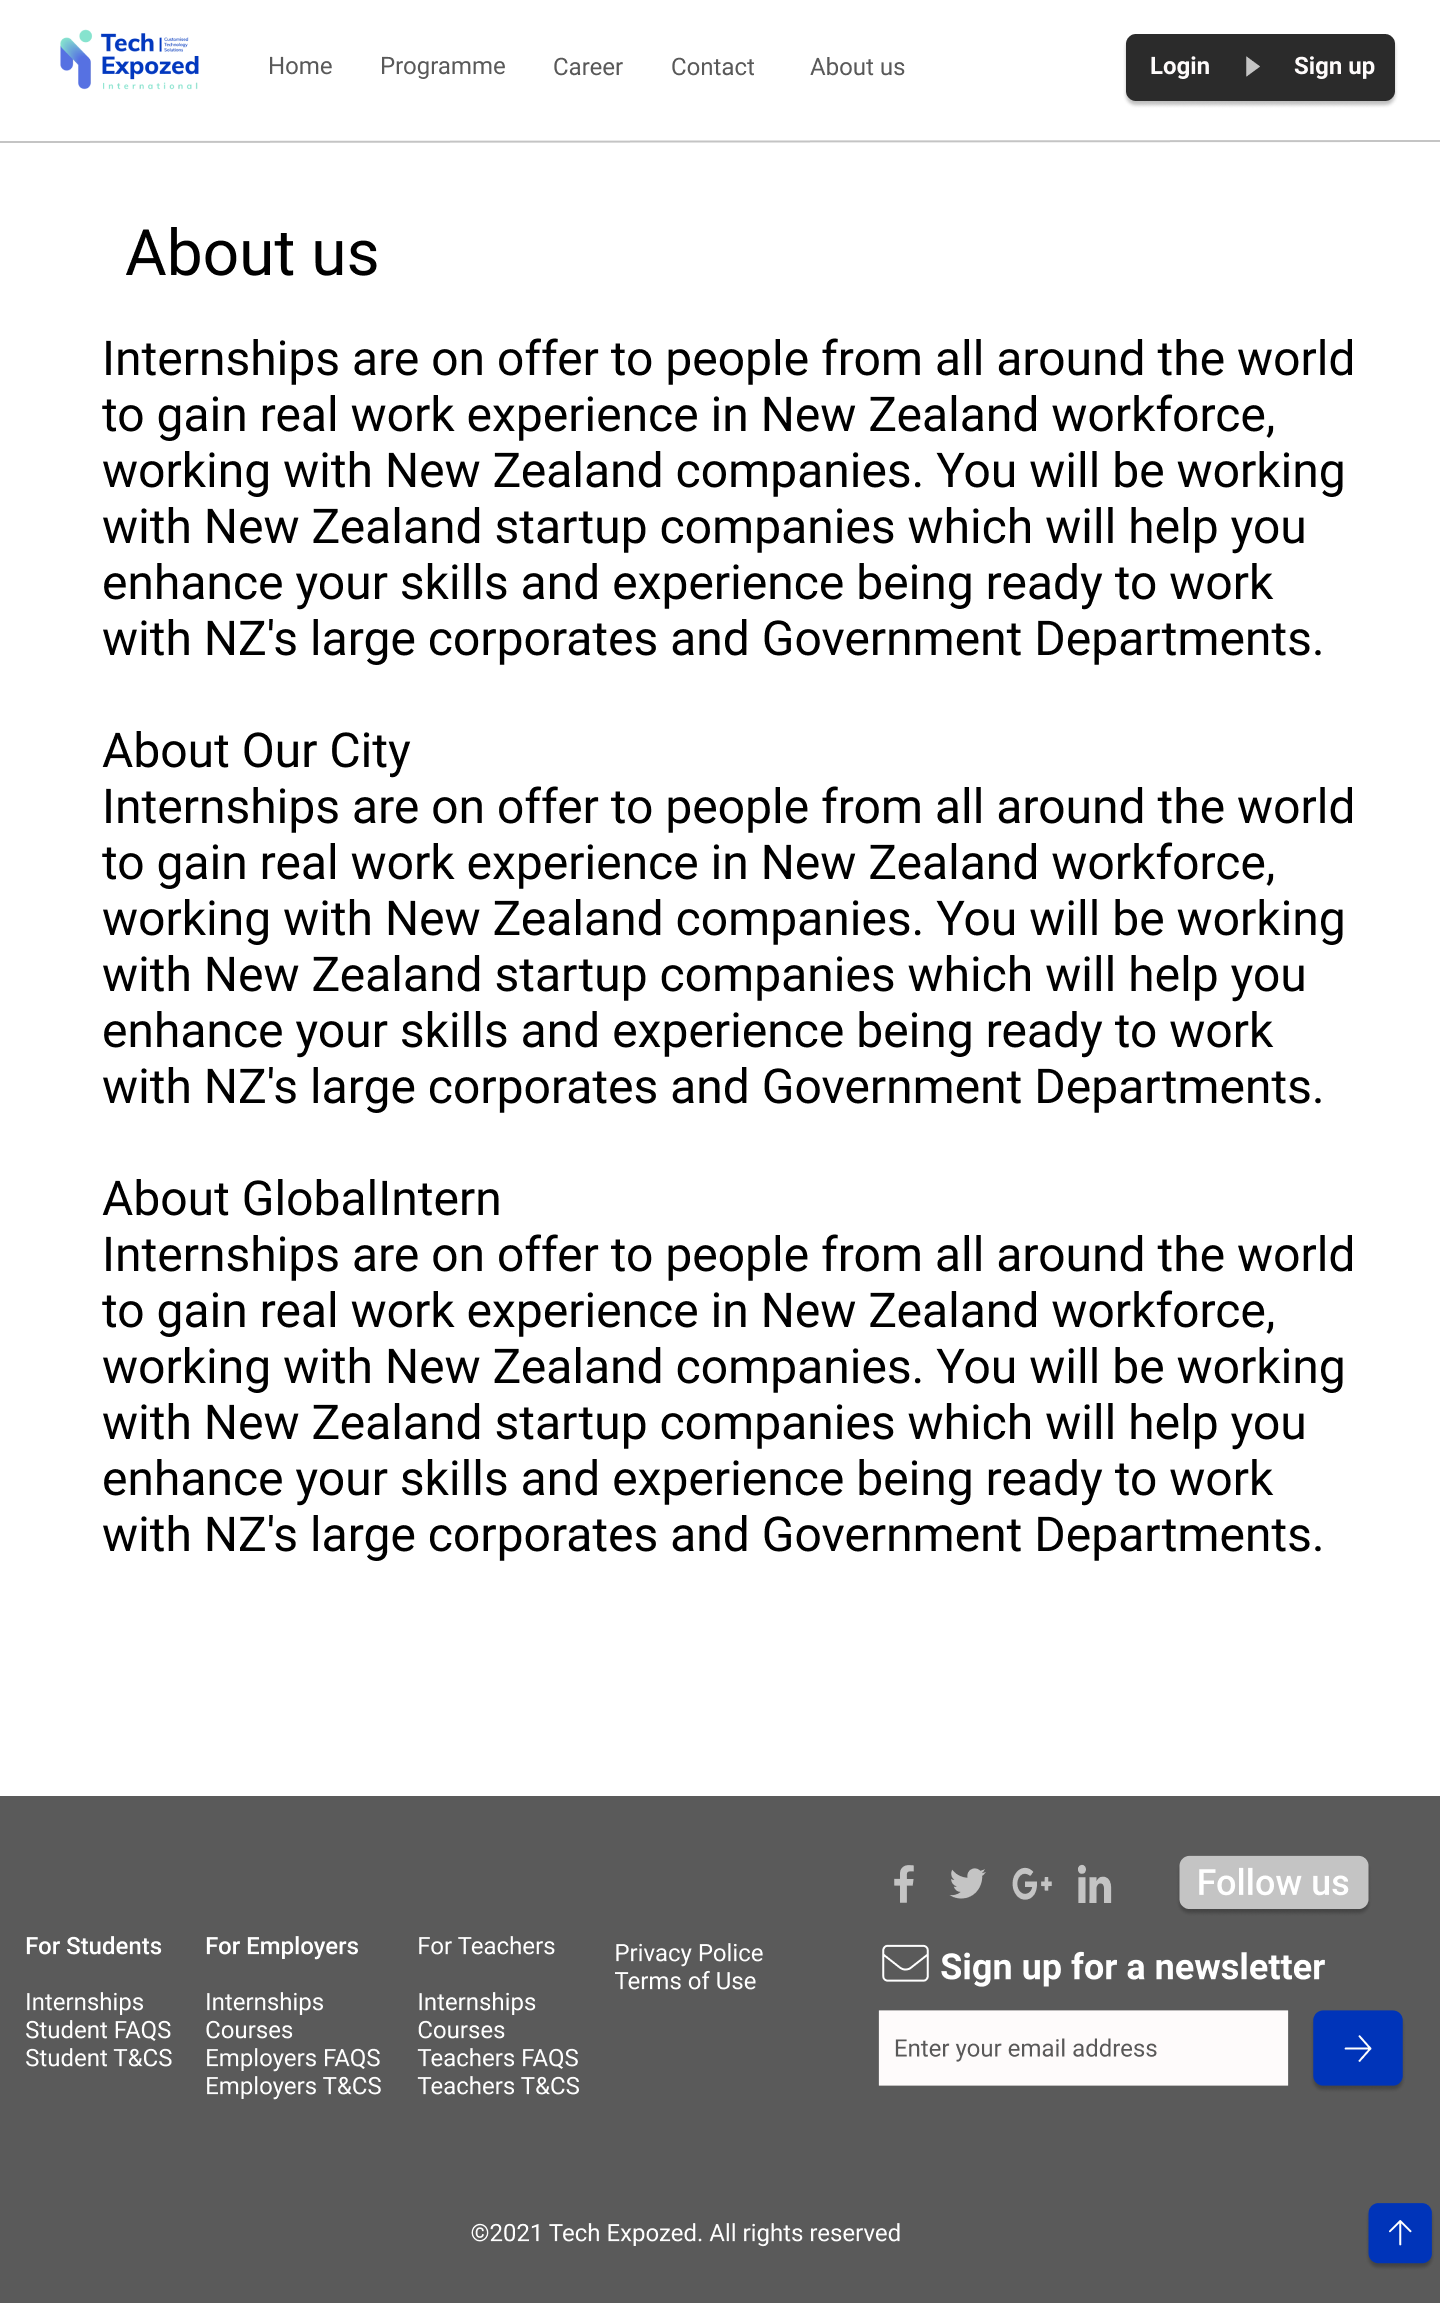 Tech
Customised
Technology
Solutions
Expozed
International
Home
Programme
Career
Contact
About us
Login
Sign up
About us
Internships are on offer to people from all around the world
to gain real work experience in New Zealand workforce,
working with New Zealand companies. You will be working
with New Zealand startup companies which will help you
enhance your skills and experience being ready to work
with NZ's large corporates and Government Departments.
About Our City
Internships are on offer to people from all around the world
to gain real work experience in New Zealand workforce,
working with New Zealand companies. You will be working
with New Zealand startup companies which will help you
enhance your skills and experience being ready to work
with NZ's large corporates and Government Departments.
About GlobalIntern
Internships are on offer to people from all around the world
to gain real work experience in New Zealand workforce,
working with New Zealand companies. You will be working
with New Zealand startup companies which will help you
enhance your skills and experience being ready to work
with NZ's large corporates and Government Departments.
For Students
Internships
Student FAQS
Student T&CS
For Employers
Internships
Courses
Employers FAQS
Employers T&CS
For Teachers
Internships
Courses
Teachers FAQS
Teachers T&CS
Privacy Police
Terms of Use
Follow us
Sign up for a newsletter
Enter your email address
©2021 Tech Expozed. All rights reserved